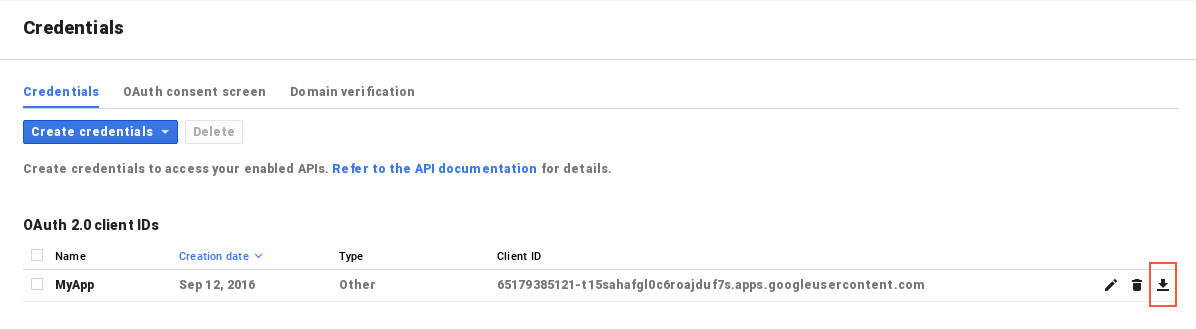 Credentials
Credentials OAuth consent screen Domain verification
Create credentials Delete
Create credentials to access your enabled APIs. Refer to the API documentation for details.
OAuth 2.0 client IDs
Name Creation date Type Client ID
MyApp Sep 12, 2016 Other 65179385121-t15sahafgl0c6roajduf7s.apps.googleusercontent.com